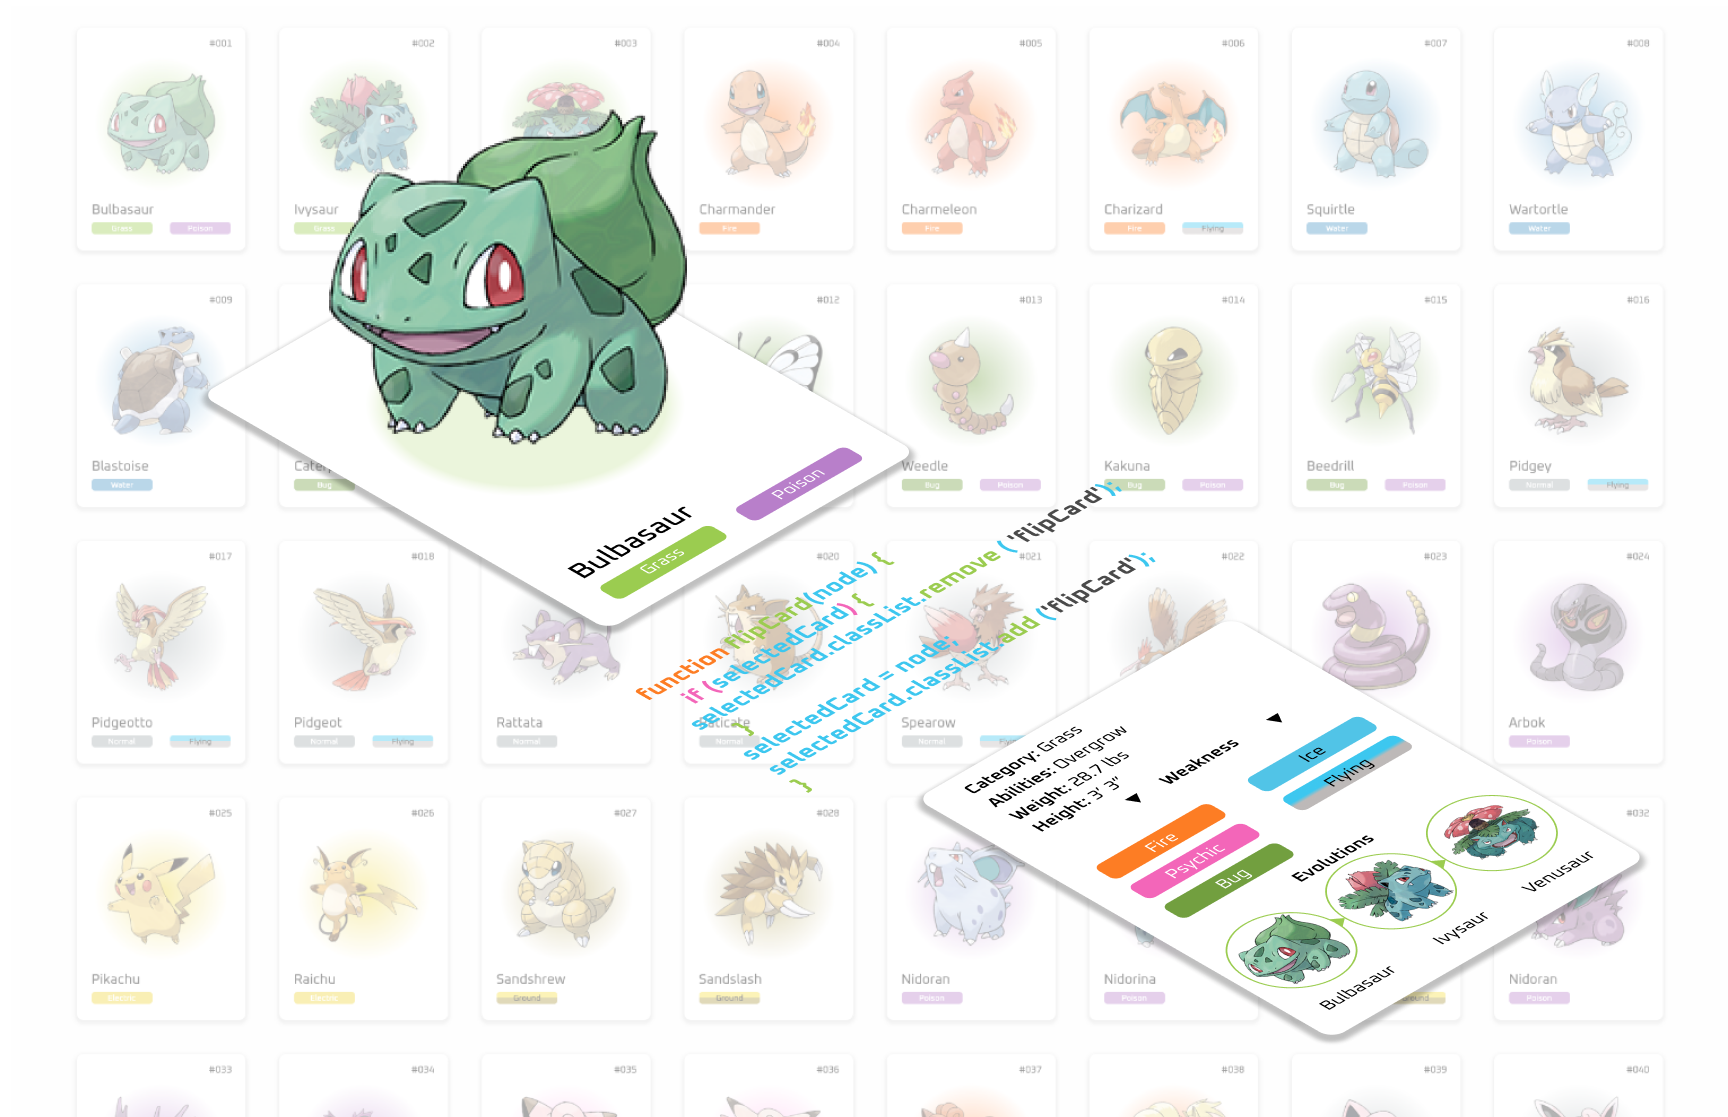 #001
#002
#003
#004
#005
#006
#007
#008
Bulbasaur
Ivysaur
Charmander
Charmeleon
Charizard
Squirtle
Wartortle
Grass
Poison
Grass
Fire
Fire
Fire
Flying
Water
Water
#009
#012
#013
#014
#015
#016
Blastoise
Cater
Weedle
Kakuna
Beedrill
Pidgey
Water
Bug
Bug
Poison
Bug
Poison
Bug
Poison
Normal
Flying
Bulbasaur
Grass
Poison
function flipCard(node) {
if (selectedCard) {
selectedCard.classList.remove ('flipCard');
}
selectedCard = node;
selectedCard.classList.add ('flipCard');
}
#017
#018
#020
#021
#022
#023
#024
Pidgeotto
Pidgeot
Rattata
Raticate
Spearow
Arbok
Normal
Flying
Normal
Flying
Normal
Normal
Normal
Flying
Poison
Category: Grass
Abilities: Overgrow
Weight: 28.7 lbs
Height: 3' 3"
Weakness
Fire
Psychic
Bug
Ice
Flying
Evolutions
Bulbasaur
Ivysaur
Venusaur
#025
#026
#027
#028
#032
Pikachu
Raichu
Sandshrew
Sandslash
Nidoran
Nidorina
Nidoran
Electric
Electric
Ground
Ground
Poison
Poison
Ground
Poison
#033
#034
#035
#036
#037
#038
#039
#040